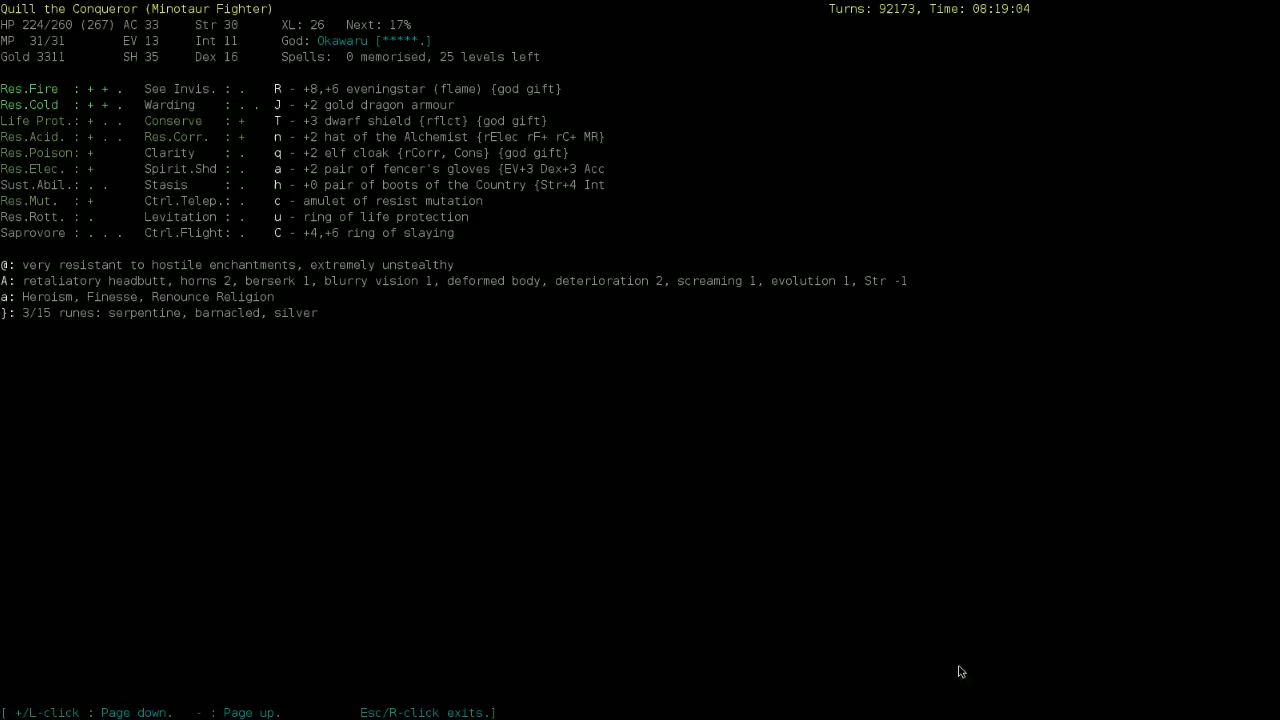 Quill the Conqueror (Minotaur Fighter) Turns: 92173, Time: 08:19:04
HP 224/260 (267) AC 33 Str 30 XL: 26 Next: 17%
MP 31/31 EV 13 Int 11 God: Okawaru [*****.]
Gold 3311 SH 35 Dex 16 Spells: 0 memorised, 25 levels left
Res.Fire : + + . See Invis. : . R - +8,+6 eveningstar (flame) {god gift}
Res.Cold : + + . Warding : . . J - +2 gold dragon armour
Life Prot.: + . . Conserve : + T - +3 dwarf shield {rflct} {god gift}
Res.Acid. : + . . Res.Corr. : + n - +2 hat of the Alchemist {rElec rF+ rC+ MR}
Res.Poison: + Clarity : . q - +2 elf cloak {rCorr, Cons} {god gift}
Res.Elec. : + Spirit.Shd : . a - +2 pair of fencer's gloves {EV+3 Dex+3 Acc
Sust.Abil.: . . Stasis : . h - +0 pair of boots of the Country {Str+4 Int
Res.Mut. : + Ctrl.Telep.: . c - amulet of resist mutation
Res.Rott. : . Levitation : . u - ring of life protection
Saprovore : . . . Ctrl.Flight: . C - +4,+6 ring of slaying
@: very resistant to hostile enchantments, extremely unstealthy
A: retaliatory headbutt, horns 2, berserk 1, blurry vision 1, deformed body, deterioration 2, screaming 1, evolution 1, Str -1
a: Heroism, Finesse, Renounce Religion
}: 3/15 runes: serpentine, barnacled, silver
[ +/L-click : Page down. - : Page up. Esc/R-click exits.]